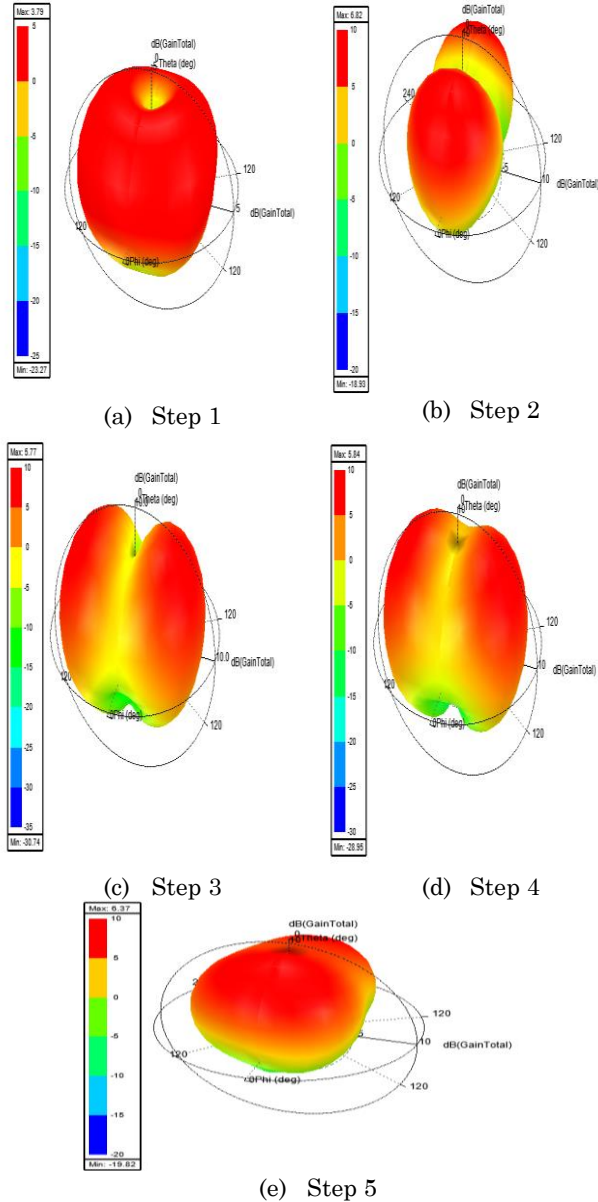 Max: 3.79
5
0
-5
-10
-15
-20
-25
Min: -23.27
dB(GainTotal)
0
Theta (deg)
120
5
dB(GainTotal)
120
120
Phi (deg)
(a) Step 1
Max: 6.82
10
5
0
-5
-10
-15
-20
Min: -18.93
dB(GainTotal)
0
Theta (deg)
240
120
5
10
dB(GainTotal)
120
120
Phi (deg)
(b) Step 2
Max: 5.77
10
5
0
-5
-10
-15
-20
-25
-30
-35
Min: -30.74
dB(GainTotal)
0
Theta (deg)
120
10.0
dB(GainTotal)
120
120
Phi (deg)
(c) Step 3
Max: 5.84
10
5
0
-5
-10
-15
-20
-25
-30
Min: -28.95
dB(GainTotal)
0
Theta (deg)
120
10
dB(GainTotal)
120
120
Phi (deg)
(d) Step 4
Max: 6.37
10
5
0
-5
-10
-15
-20
Min: -19.82
dB(GainTotal)
0
Theta (deg)
2
120
5
10
dB(GainTotal)
120
120
Phi (deg)
(e) Step 5